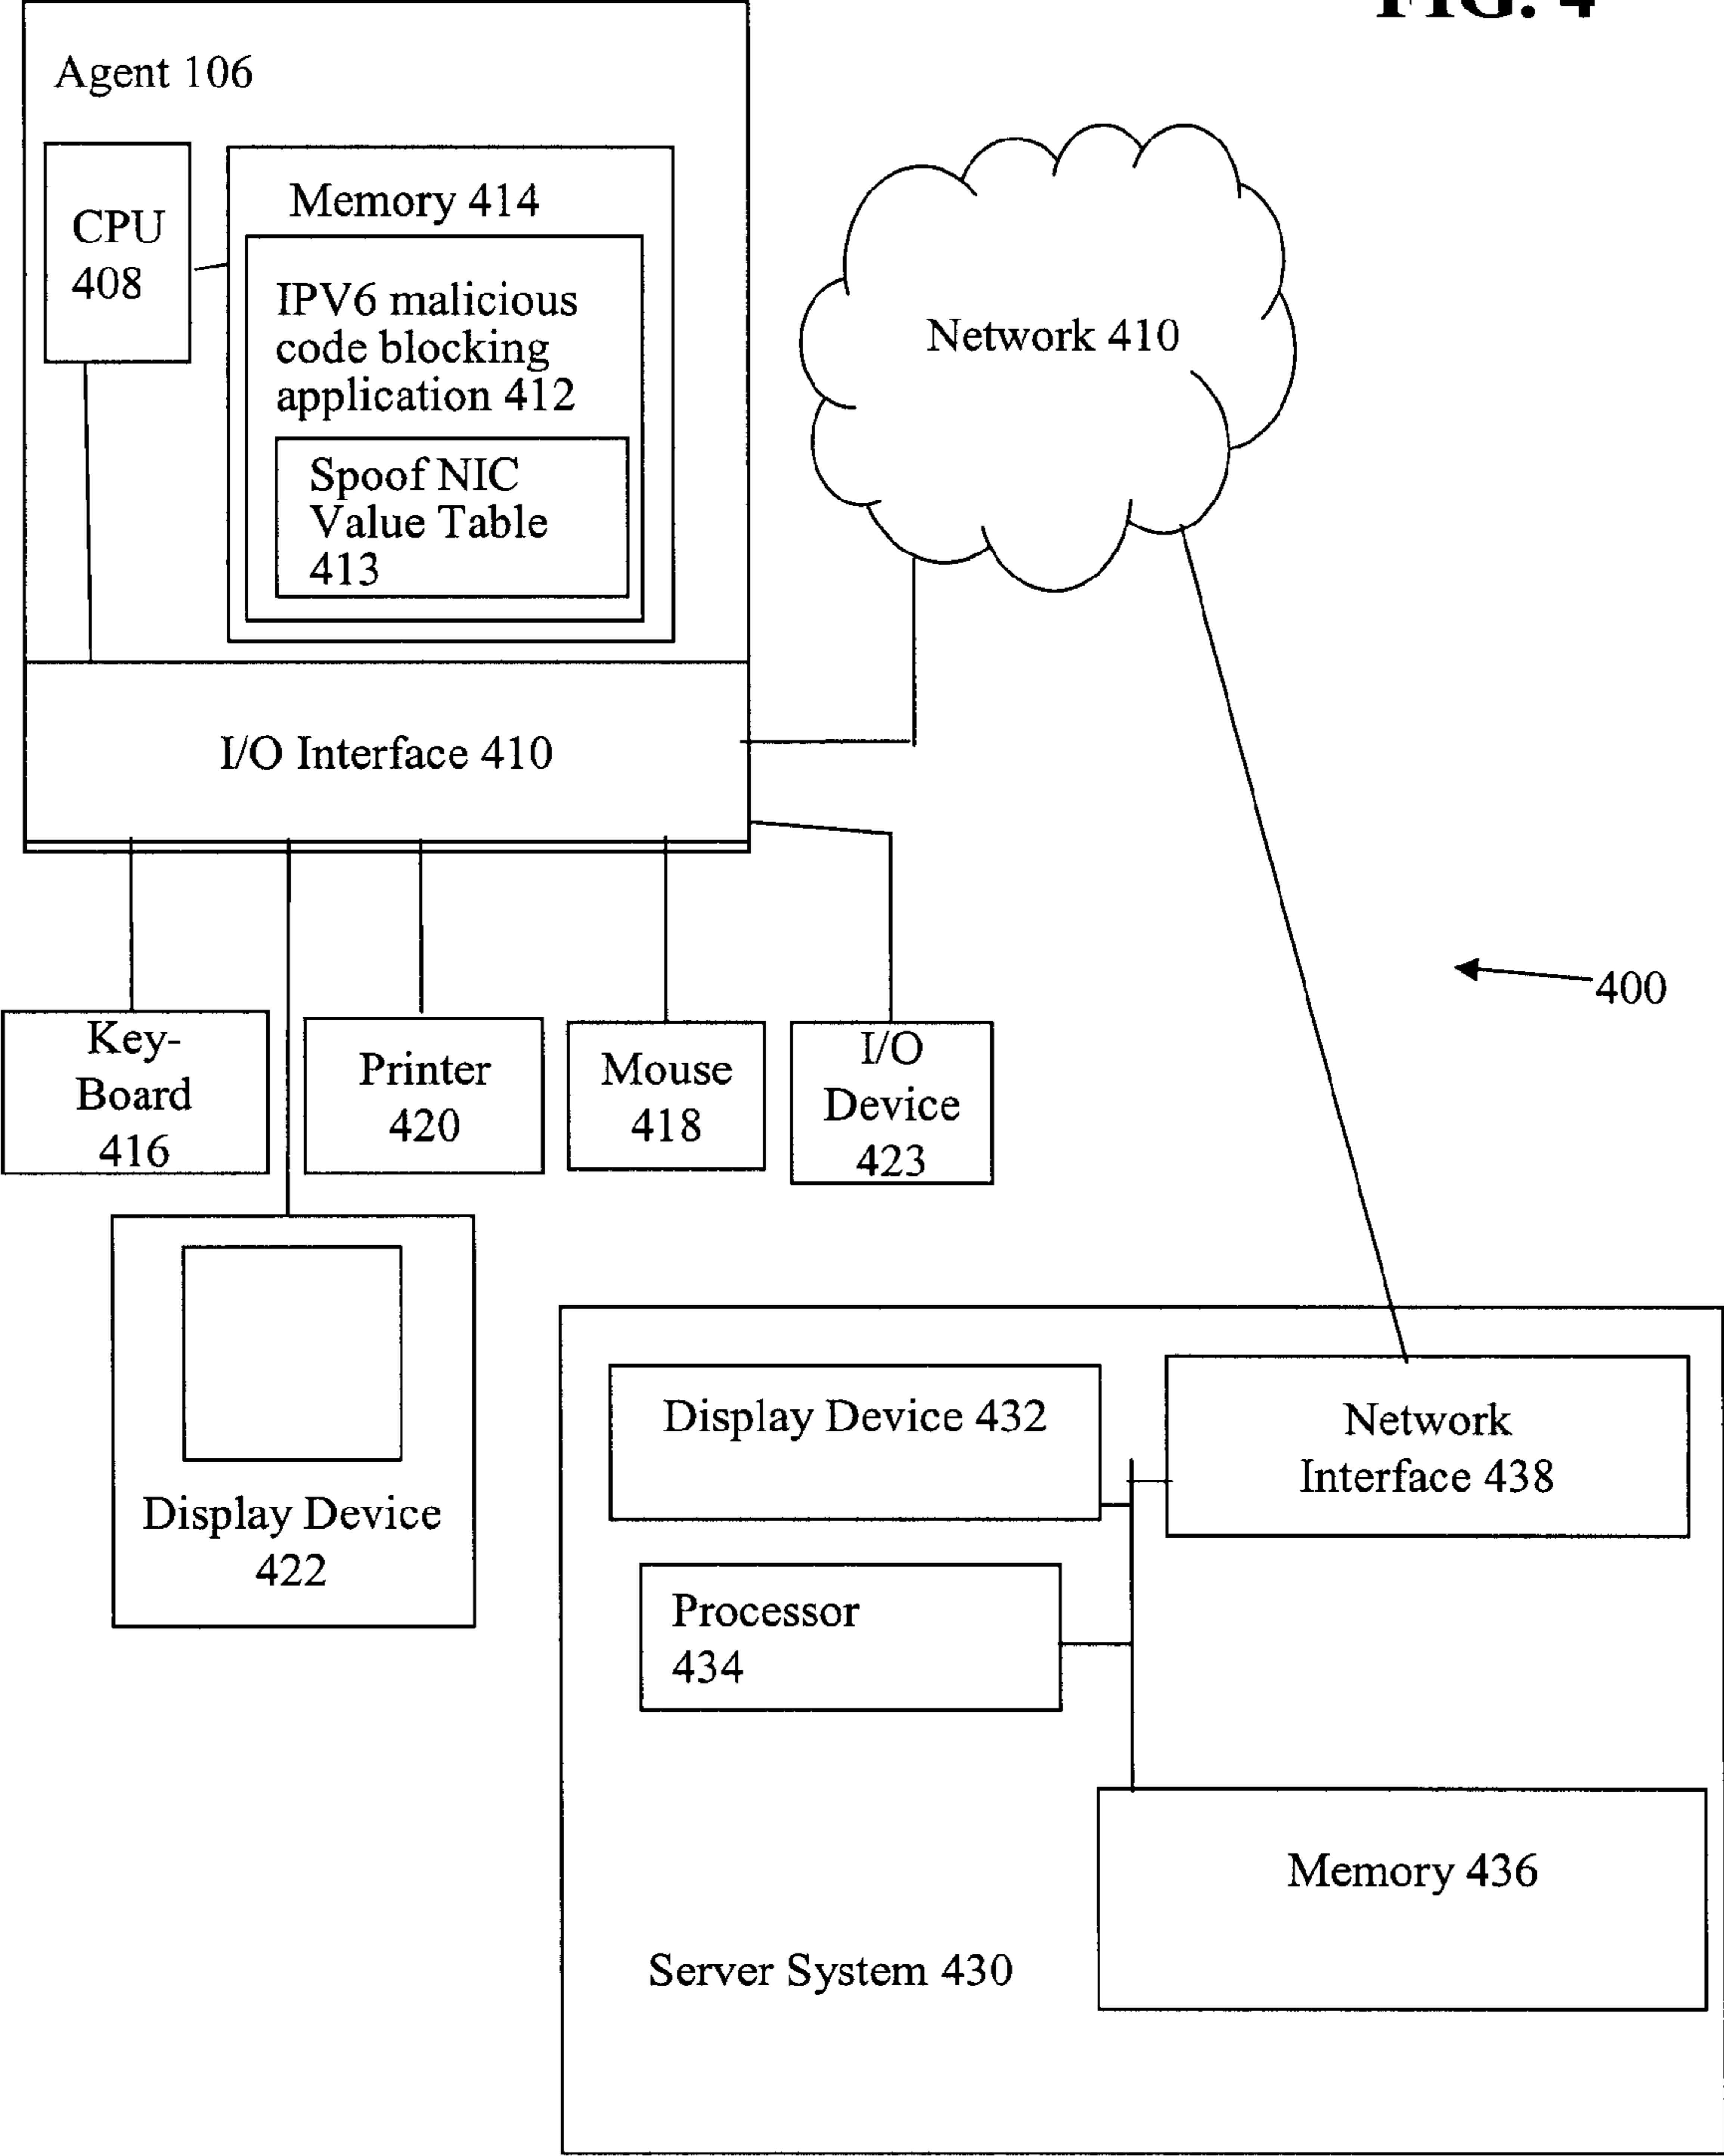 FIG. 4
Agent 106
CPU
408
Memory 414
IPV6 malicious
code blocking
application 412
Spoof NIC
Value Table
413
Network 410
I/O Interface 410
400
Key-
Board
416
Printer
420
Mouse
418
I/O
Device
423
Display Device
422
Display Device 432
Network
Interface 438
Processor
434
Memory 436
Server System 430